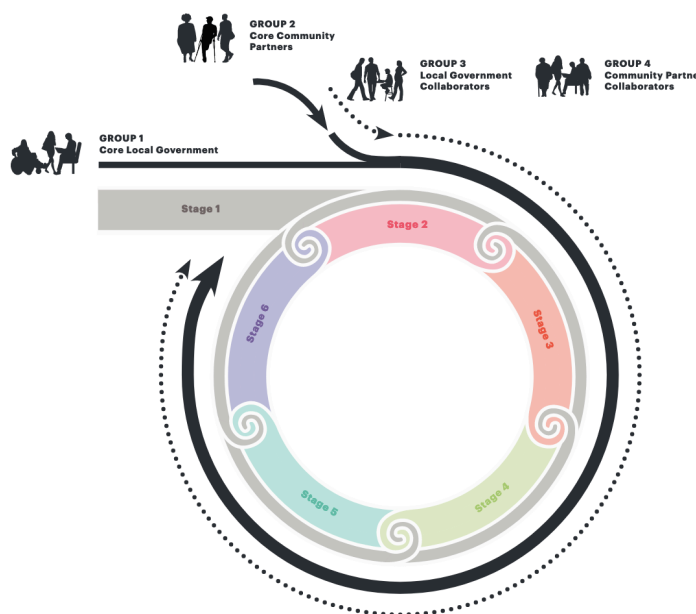 GROUP 2
Core Community
Partners
GROUP 3
Local Government
Collaborators
GROUP 4
Community Partne
Collaborators
GROUP 1
Core Local Government
Stage 1
Stage 2
Stage 3
Stage 4
Stage 5
Stage 6